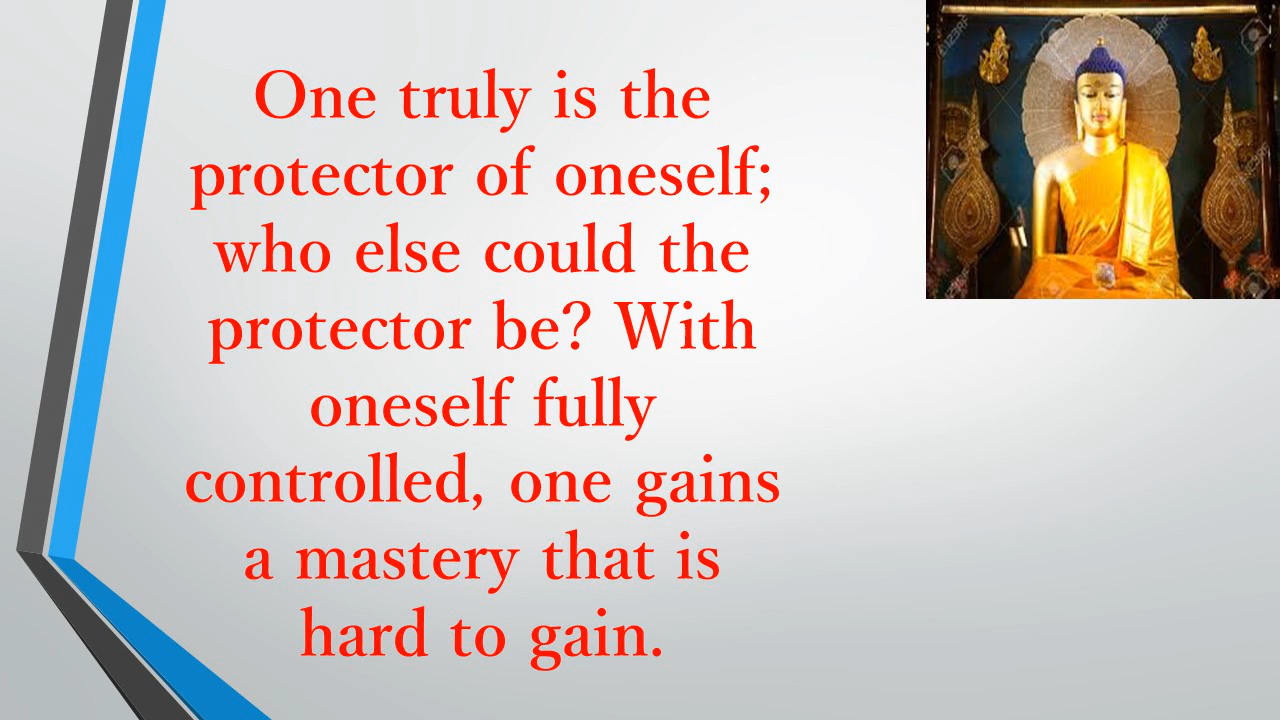 One truly is the
protector of oneself;
who else could the
protector be? With
oneself fully
controlled, one gains
a mastery that is
hard to gain.